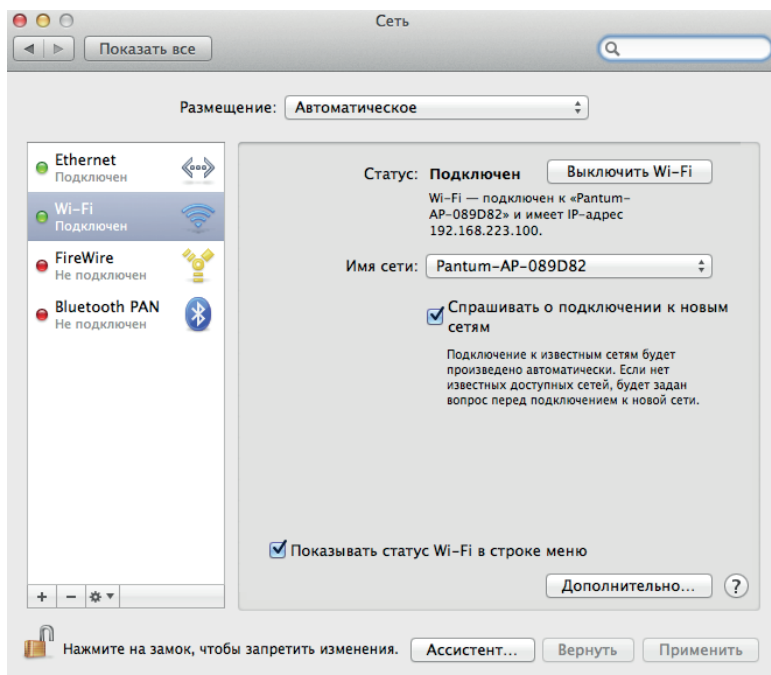 Сеть
Показать все
Размещение: Автоматическое
Ethernet
Подключен
Wi-Fi
Подключен
FireWire
Не подключен
Bluetooth PAN
Не подключен
Статус: Подключен
Выключить Wi-Fi
Wi-Fi — подключен к «Pantum-
AP-089D82» и имеет IP-адрес
192.168.223.100.
Имя сети: Pantum-AP-089D82
Спрашивать о подключении к новым
сетям
Подключение к известным сетям будет
произведено автоматически. Если нет
известных доступных сетей, будет задан
вопрос перед подключением к новой сети.
Показывать статус Wi-Fi в строке меню
Дополнительно... ?
+ −
Нажмите на замок, чтобы запретить изменения. Ассистент... Вернуть Применить